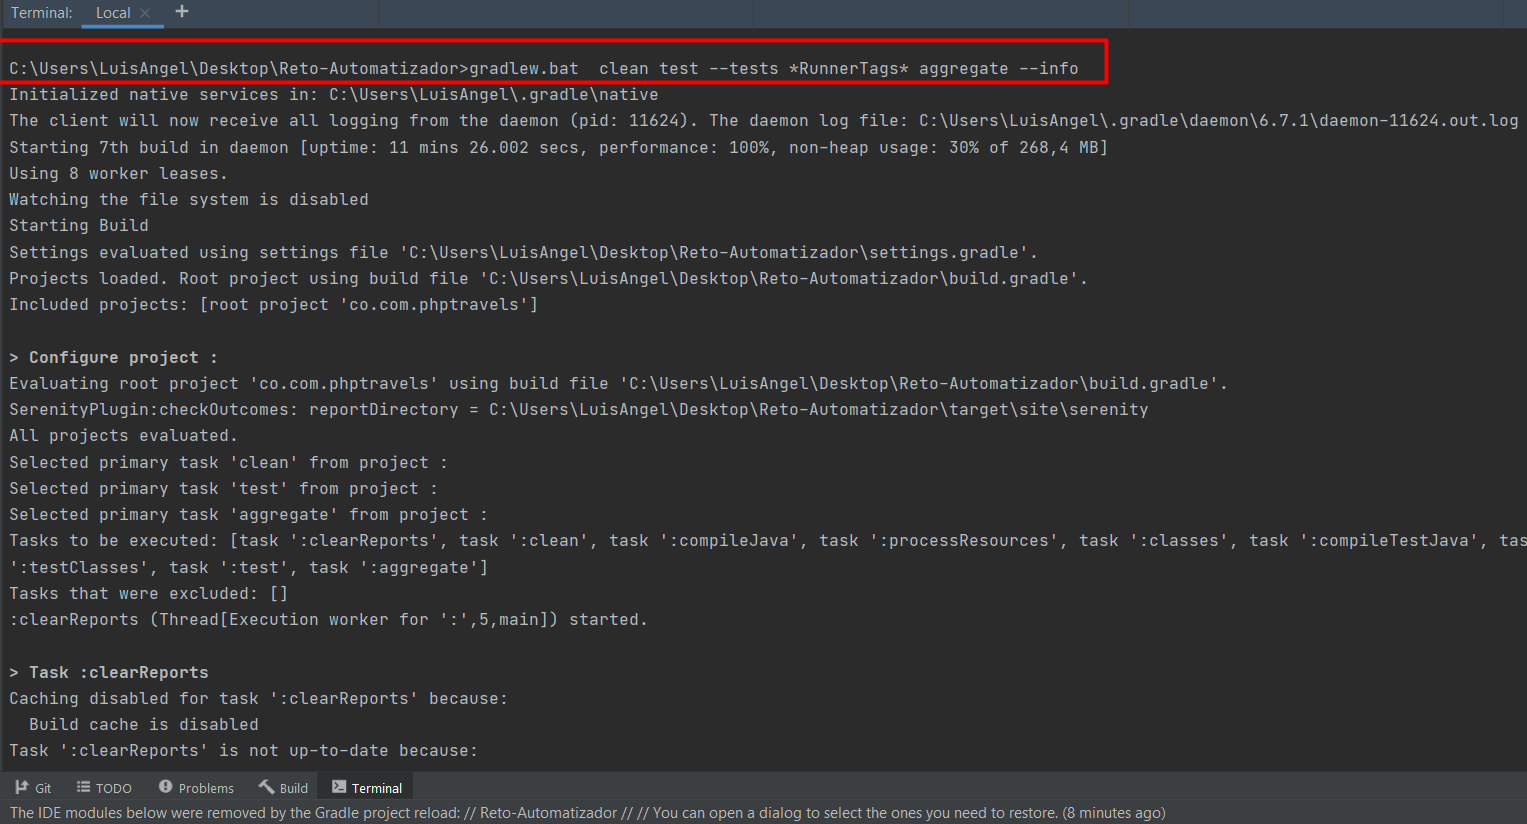 Terminal: Local × +
C:\Users\LuisAngel\Desktop\Reto-Automatizador>gradlew.bat  clean test --tests *RunnerTags* aggregate --info
Initialized native services in: C:\Users\LuisAngel\.gradle\native
The client will now receive all logging from the daemon (pid: 11624). The daemon log file: C:\Users\LuisAngel\.gradle\daemon\6.7.1\daemon-11624.out.log
Starting 7th build in daemon [uptime: 11 mins 26.002 secs, performance: 100%, non-heap usage: 30% of 268,4 MB]
Using 8 worker leases.
Watching the file system is disabled
Starting Build
Settings evaluated using settings file 'C:\Users\LuisAngel\Desktop\Reto-Automatizador\settings.gradle'.
Projects loaded. Root project using build file 'C:\Users\LuisAngel\Desktop\Reto-Automatizador\build.gradle'.
Included projects: [root project 'co.com.phptravels']
> Configure project :
Evaluating root project 'co.com.phptravels' using build file 'C:\Users\LuisAngel\Desktop\Reto-Automatizador\build.gradle'.
SerenityPlugin:checkOutcomes: reportDirectory = C:\Users\LuisAngel\Desktop\Reto-Automatizador\target\site\serenity
All projects evaluated.
Selected primary task 'clean' from project :
Selected primary task 'test' from project :
Selected primary task 'aggregate' from project :
Tasks to be executed: [task ':clearReports', task ':clean', task ':compileJava', task ':processResources', task ':classes', task ':compileTestJava', tas
':testClasses', task ':test', task ':aggregate']
Tasks that were excluded: []
:clearReports (Thread[Execution worker for ':',5,main]) started.
> Task :clearReports
Caching disabled for task ':clearReports' because:
  Build cache is disabled
Task ':clearReports' is not up-to-date because:
Git TODO Problems Build Terminal
The IDE modules below were removed by the Gradle project reload: // Reto-Automatizador // // You can open a dialog to select the ones you need to restore. (8 minutes ago)